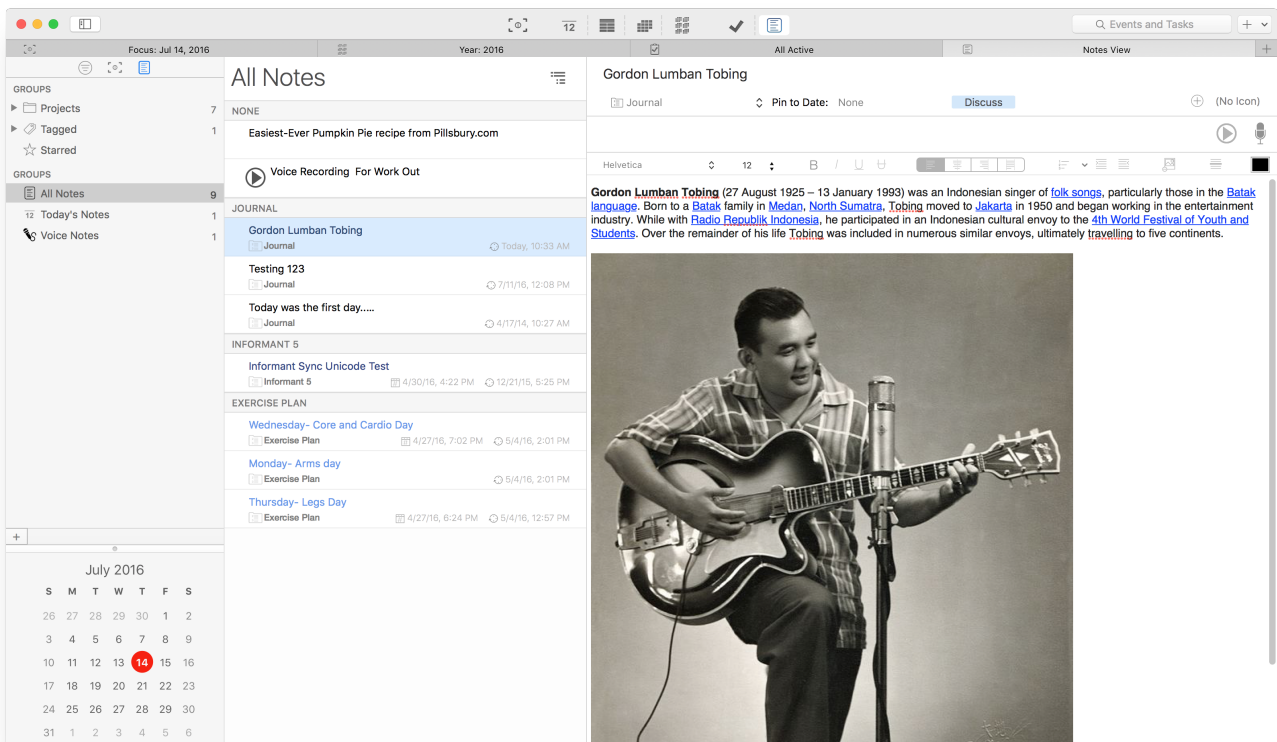 12
Events and Tasks
Focus: Jul 14, 2016
Year: 2016
All Active
Notes View
GROUPS
Projects 7
Tagged 1
Starred
GROUPS
All Notes 9
12 Today's Notes 1
Voice Notes 1
July 2016
S M T W T F S
26 27 28 29 30 1 2
3 4 5 6 7 8 9
10 11 12 13 14 15 16
17 18 19 20 21 22 23
24 25 26 27 28 29 30
31 1 2 3 4 5 6
All Notes
NONE
Easiest-Ever Pumpkin Pie recipe from Pillsbury.com
Voice Recording For Work Out
JOURNAL
Gordon Lumban Tobing
Journal Today, 10:33 AM
Testing 123
Journal 7/11/16, 12:08 PM
Today was the first day.....
Journal 4/17/14, 10:27 AM
INFORMANT 5
Informant Sync Unicode Test
Informant 5 4/30/16, 4:22 PM 12/21/15, 5:25 PM
EXERCISE PLAN
Wednesday- Core and Cardio Day
Exercise Plan 4/27/16, 7:02 PM 5/4/16, 2:01 PM
Monday- Arms day
Exercise Plan 5/4/16, 2:01 PM
Thursday- Legs Day
Exercise Plan 4/27/16, 6:24 PM 5/4/16, 12:57 PM
Gordon Lumban Tobing
Journal Pin to Date: None Discuss (No Icon)
Helvetica 12 B I U
Gordon Lumban Tobing (27 August 1925 – 13 January 1993) was an Indonesian singer of folk songs, particularly those in the Batak
language. Born to a Batak family in Medan, North Sumatra, Tobing moved to Jakarta in 1950 and began working in the entertainment
industry. While with Radio Republik Indonesia, he participated in an Indonesian cultural envoy to the 4th World Festival of Youth and
Students. Over the remainder of his life Tobing was included in numerous similar envoys, ultimately travelling to five continents.